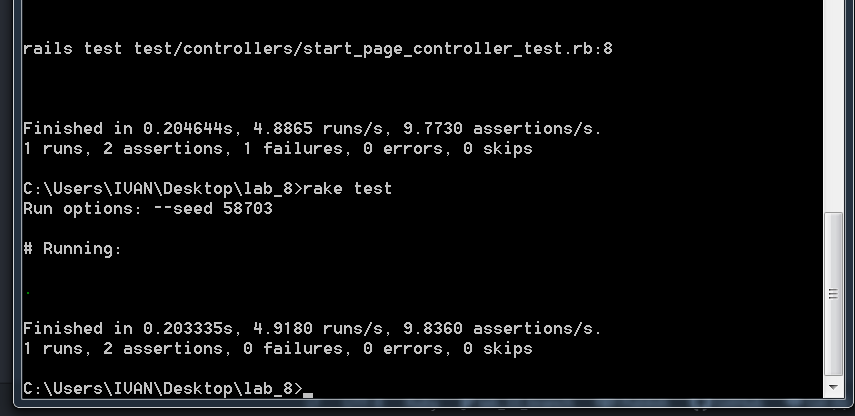 rails test test/controllers/start_page_controller_test.rb:8
Finished in 0.204644s, 4.8865 runs/s, 9.7730 assertions/s.
1 runs, 2 assertions, 1 failures, 0 errors, 0 skips
C:\Users\IVAN\Desktop\lab_8>rake test
Run options: --seed 58703
# Running:
.
Finished in 0.203335s, 4.9180 runs/s, 9.8360 assertions/s.
1 runs, 2 assertions, 0 failures, 0 errors, 0 skips
C:\Users\IVAN\Desktop\lab_8>_